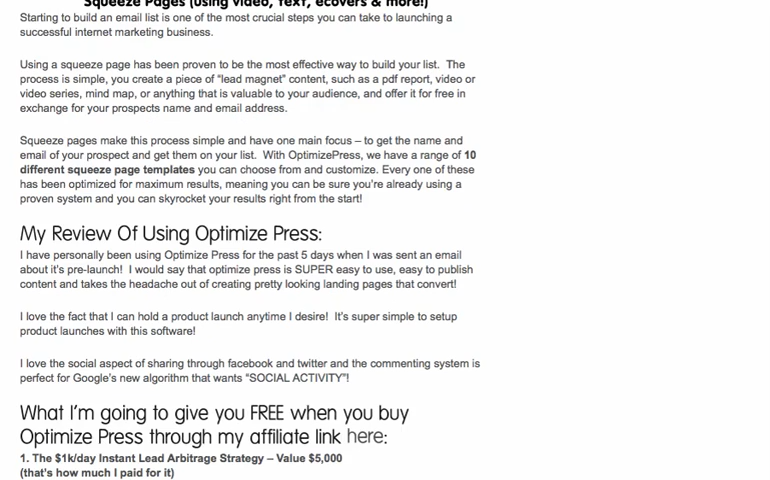 Squeeze Pages (using video, text, ecovers & more!)
Starting to build an email list is one of the most crucial steps you can take to launching a
successful internet marketing business.
Using a squeeze page has been proven to be the most effective way to build your list.  The
process is simple, you create a piece of “lead magnet” content, such as a pdf report, video or
video series, mind map, or anything that is valuable to your audience, and offer it for free in
exchange for your prospects name and email address.
Squeeze pages make this process simple and have one main focus – to get the name and
email of your prospect and get them on your list.  With OptimizePress, we have a range of 10
different squeeze page templates you can choose from and customize. Every one of these
has been optimized for maximum results, meaning you can be sure you’re already using a
proven system and you can skyrocket your results right from the start!
My Review Of Using Optimize Press:
I have personally been using Optimize Press for the past 5 days when I was sent an email
about it’s pre-launch!  I would say that optimize press is SUPER easy to use, easy to publish
content and takes the headache out of creating pretty looking landing pages that convert!
I love the fact that I can hold a product launch anytime I desire!  It’s super simple to setup
product launches with this software!
I love the social aspect of sharing through facebook and twitter and the commenting system is
perfect for Google’s new algorithm that wants “SOCIAL ACTIVITY”!
What I’m going to give you FREE when you buy
Optimize Press through my affiliate link here:
1. The $1k/day Instant Lead Arbitrage Strategy – Value $5,000
(that’s how much I paid for it)